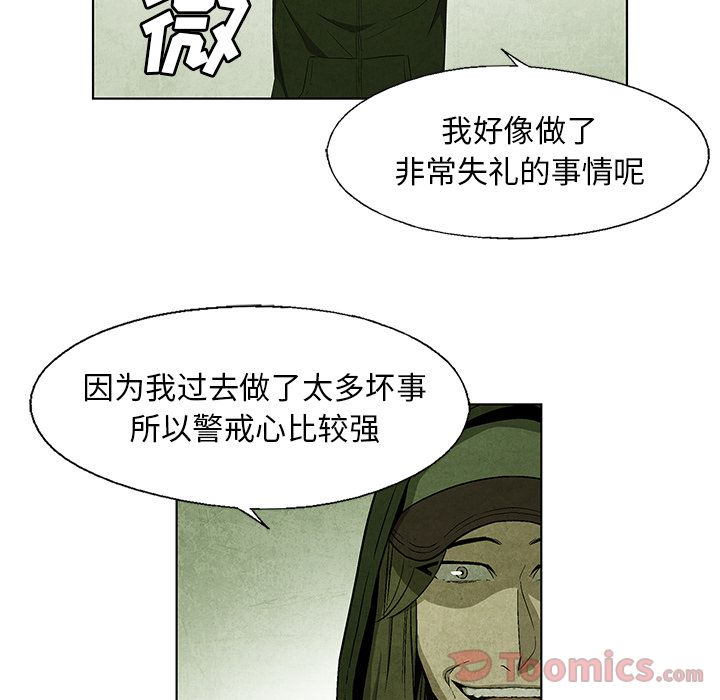 微
我好像做了
非常失礼的事情呢
因为我过去做了太多坏事
所以警戒心比较强
Toomics.com